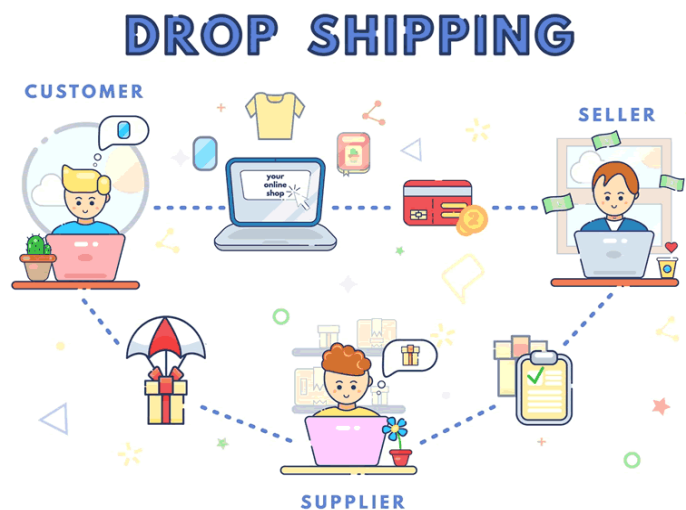 DROP SHIPPING
CUSTOMER
SELLER
your
online
shop
SUPPLIER